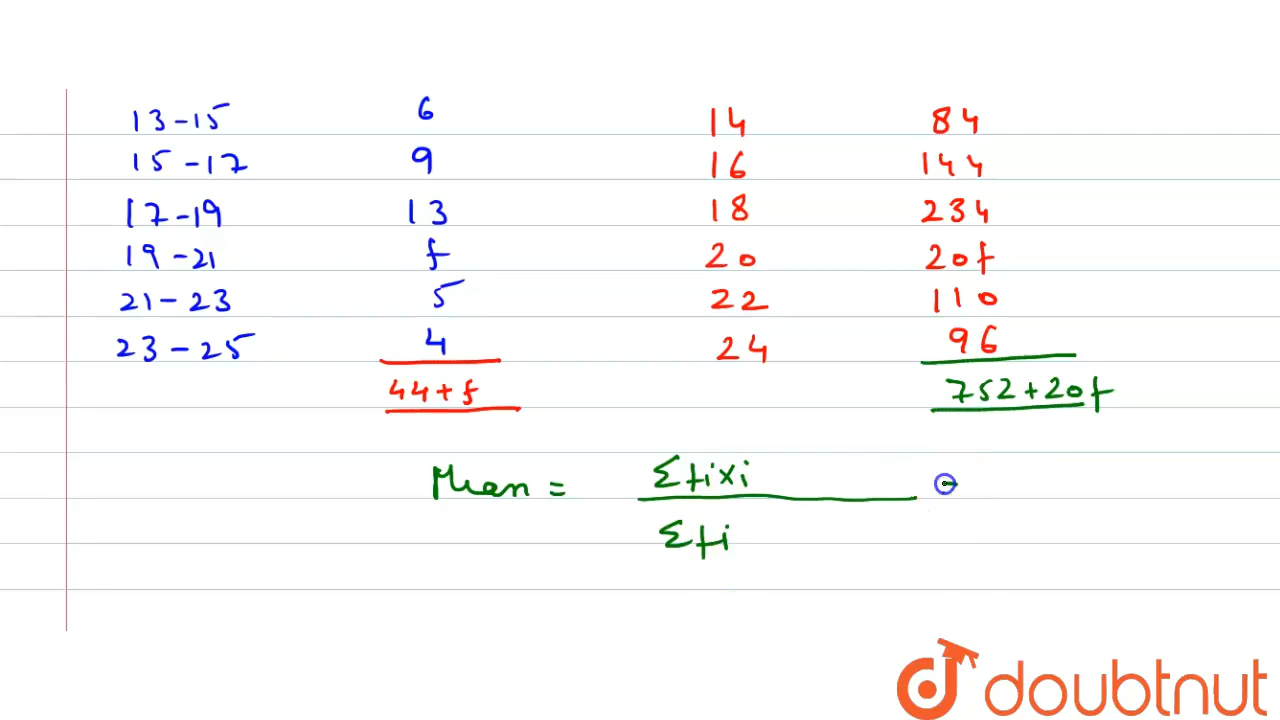 13-15 6 14 84
15-17 9 16 144
17-19 13 18 234
19-21 f 20 20f
21-23 5 22 110
23-25 4 24 96
44+f 752+20f
Mean = Σfixi =
Σfi
doubtnut